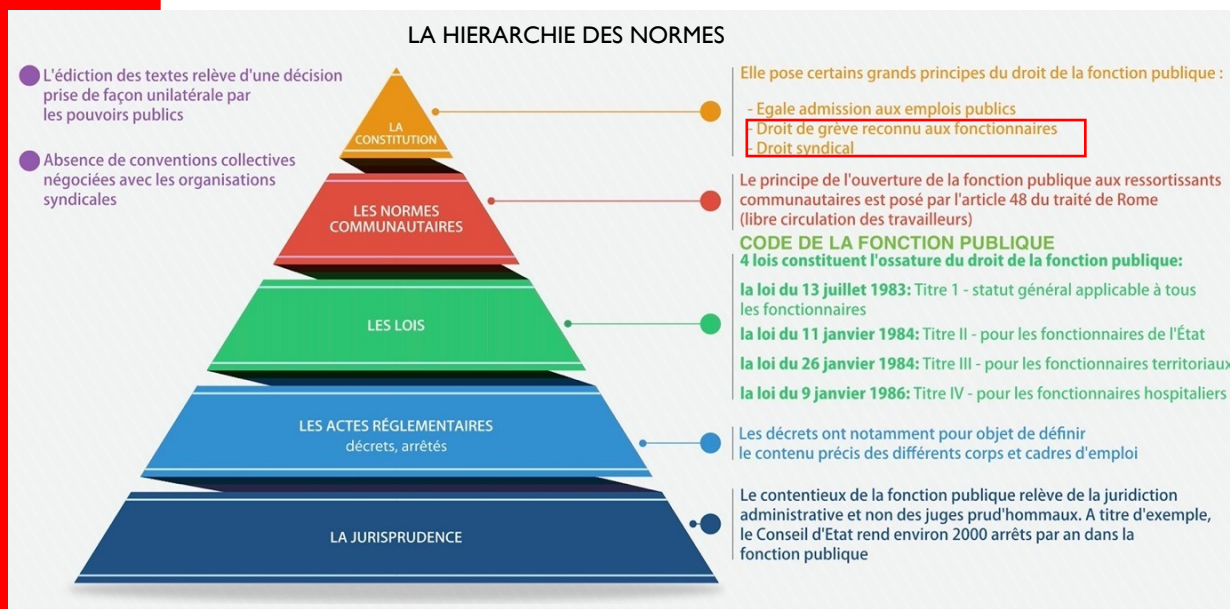 LA HIERARCHIE DES NORMES
L'édiction des textes relève d'une décision
prise de façon unilatérale par
les pouvoirs publics
Absence de conventions collectives
négociées avec les organisations
syndicales
LA
CONSTITUTION
Elle pose certains grands principes du droit de la fonction publique :
- Egale admission aux emplois publics
- Droit de grève reconnu aux fonctionnaires
- Droit syndical
LES NORMES
COMMUNAUTAIRES
Le principe de l'ouverture de la fonction publique aux ressortissants
communautaires est posé par l'article 48 du traité de Rome
(libre circulation des travailleurs)
LES LOIS
CODE DE LA FONCTION PUBLIQUE
4 lois constituent l'ossature du droit de la fonction publique:
la loi du 13 juillet 1983: Titre 1 - statut général applicable à tous
les fonctionnaires
la loi du 11 janvier 1984: Titre II - pour les fonctionnaires de l'État
la loi du 26 janvier 1984: Titre III - pour les fonctionnaires territoriaux
la loi du 9 janvier 1986: Titre IV - pour les fonctionnaires hospitaliers
LES ACTES RÉGLEMENTAIRES
décrets, arrêtés
Les décrets ont notamment pour objet de définir
le contenu précis des différents corps et cadres d'emploi
LA JURISPRUDENCE
Le contentieux de la fonction publique relève de la juridiction
administrative et non des juges prud'hommaux. A titre d'exemple,
le Conseil d'Etat rend environ 2000 arrêts par an dans la
fonction publique